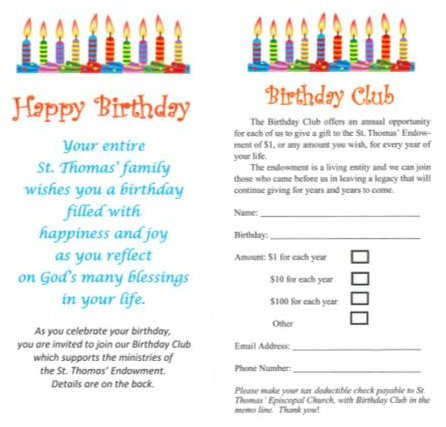 Happy Birthday
Your entire
St. Thomas' family
wishes you a birthday
filled with
happiness and joy
as you reflect
on God's many blessings
in your life.
As you celebrate your birthday,
you are invited to join our Birthday Club
which supports the ministries of
the St. Thomas' Endowment.
Details are on the back.
Birthday Club
The Birthday Club offers an annual opportunity
for each of us to give a gift to the St. Thomas' Endow-
ment of $1, or any amount you wish, for every year of
your life.
The endowment is a living entity and we can join
those who came before us in leaving a legacy that will
continue giving for years and years to come.
Name:
Birthday:
Amount: $1 for each year
$10 for each year
$100 for each year
Other
Email Address:
Phone Number:
Please make your tax deductible check payable to St.
Thomas' Episcopal Church, with Birthday Club in the
memo line. Thank you!